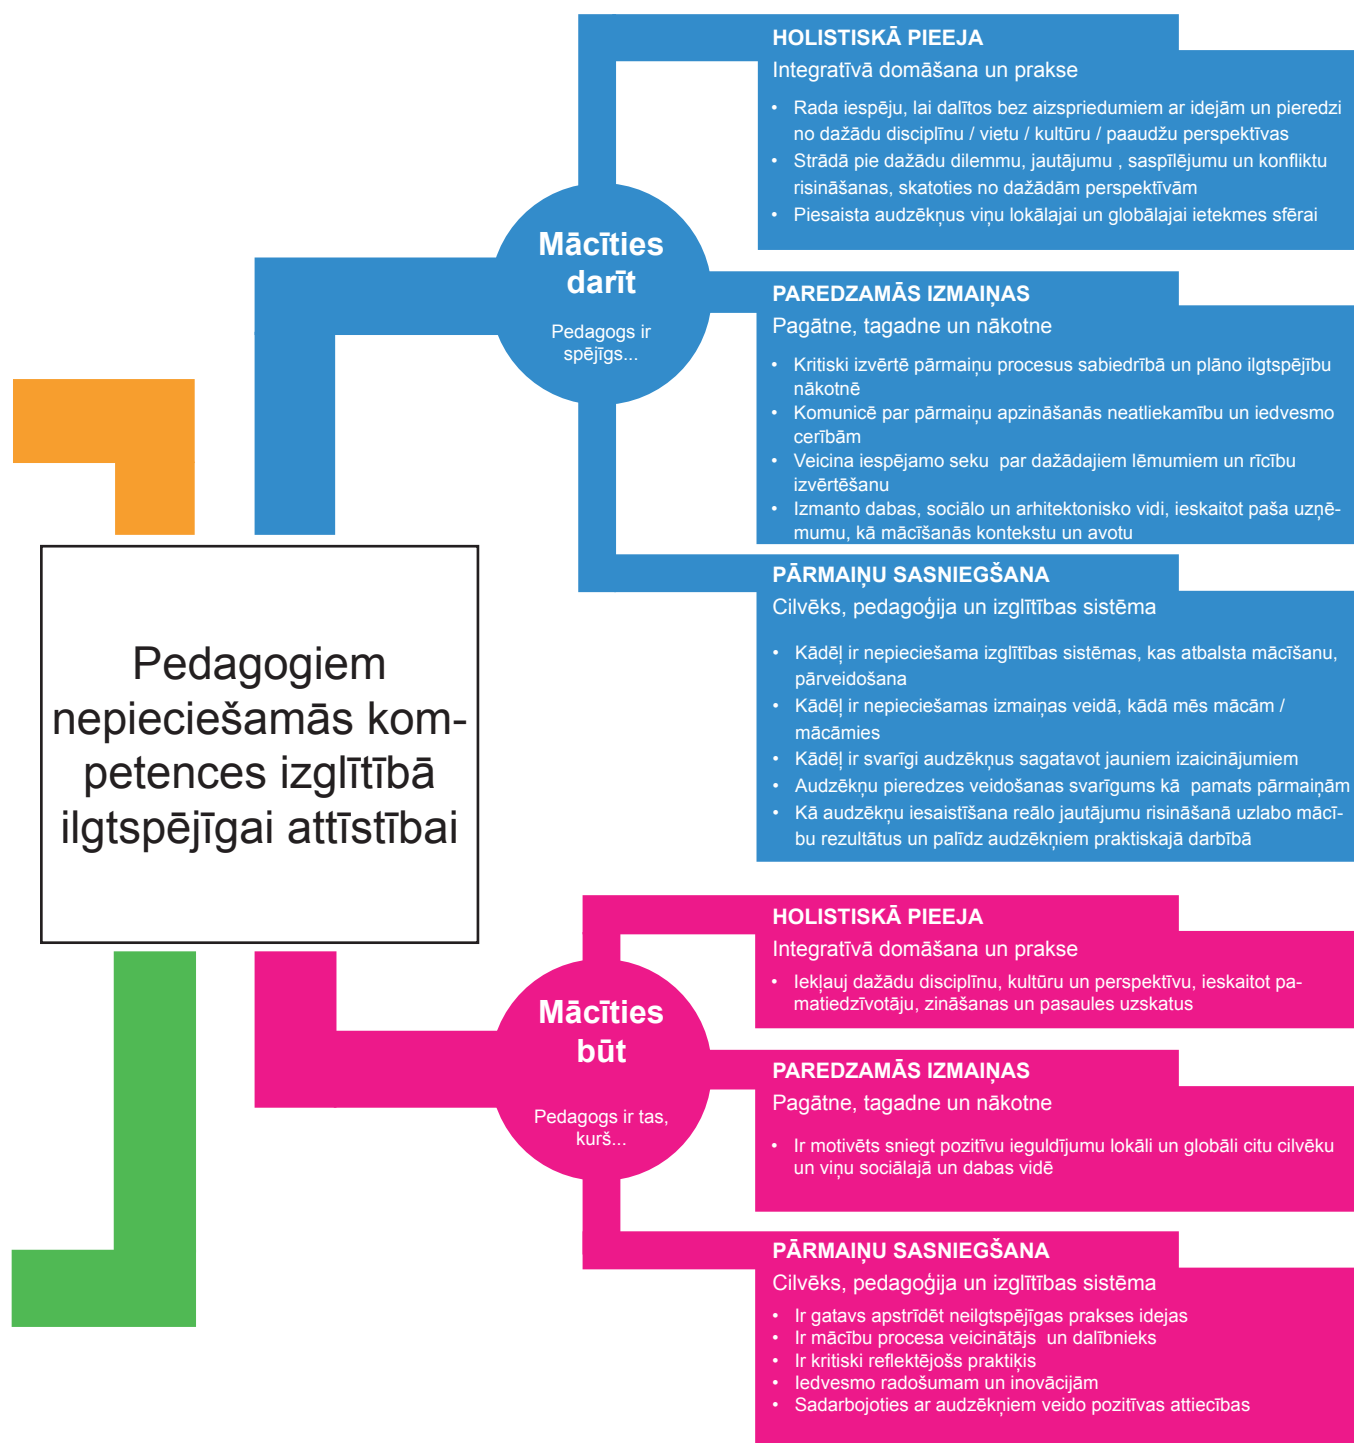 HOLISTISKĀ PIEEJA
Integratīvā domāšana un prakse
• Rada iespēju, lai dalītos bez aizspriedumiem ar idejām un pieredzi
no dažādu disciplīnu / vietu / kultūru / paaudžu perspektīvas
• Strādā pie dažādu dilemmu, jautājumu , saspīlējumu un konfliktu
risināšanas, skatoties no dažādām perspektīvām
• Piesaista audzēkņus viņu lokālajai un globālajai ietekmes sfērai
Mācīties
darīt
Pedagogs ir
spējīgs...
PAREDZAMĀS IZMAIŅAS
Pagātne, tagadne un nākotne
• Kritiski izvērtē pārmaiņu procesus sabiedrībā un plāno ilgtspējību
nākotnē
• Komunicē par pārmaiņu apzināšanās neatliekamību un iedvesmo
cerībām
• Veicina iespējamo seku  par dažādajiem lēmumiem un rīcību
izvērtēšanu
• Izmanto dabas, sociālo un arhitektonisko vidi, ieskaitot paša uzņē-
mumu, kā mācīšanās kontekstu un avotu
PĀRMAIŅU SASNIEGŠANA
Cilvēks, pedagoģija un izglītības sistēma
• Kādēļ ir nepieciešama izglītības sistēmas, kas atbalsta mācīšanu,
pārveidošana
• Kādēļ ir nepieciešamas izmaiņas veidā, kādā mēs mācām /
mācāmies
• Kādēļ ir svarīgi audzēkņus sagatavot jauniem izaicinājumiem
• Audzēkņu pieredzes veidošanas svarīgums kā  pamats pārmaiņām
• Kā audzēkņu iesaistīšana reālo jautājumu risināšanā uzlabo mācī-
bu rezultātus un palīdz audzēkņiem praktiskajā darbībā
Pedagogiem
nepieciešamās kom-
petences izglītībā
ilgtspējīgai attīstībai
HOLISTISKĀ PIEEJA
Integratīvā domāšana un prakse
• Iekļauj dažādu disciplīnu, kultūru un perspektīvu, ieskaitot pa-
matiedzīvotāju, zināšanas un pasaules uzskatus
Mācīties
būt
Pedagogs ir tas,
kurš...
PAREDZAMĀS IZMAIŅAS
Pagātne, tagadne un nākotne
• Ir motivēts sniegt pozitīvu ieguldījumu lokāli un globāli citu cilvēku
un viņu sociālajā un dabas vidē
PĀRMAIŅU SASNIEGŠANA
Cilvēks, pedagoģija un izglītības sistēma
• Ir gatavs apstrīdēt neilgtspējīgas prakses idejas
• Ir mācību procesa veicinātājs  un dalībnieks
• Ir kritiski reflektējošs praktiķis
• Iedvesmo radošumam un inovācijām
• Sadarbojoties ar audzēkņiem veido pozitīvas attiecības